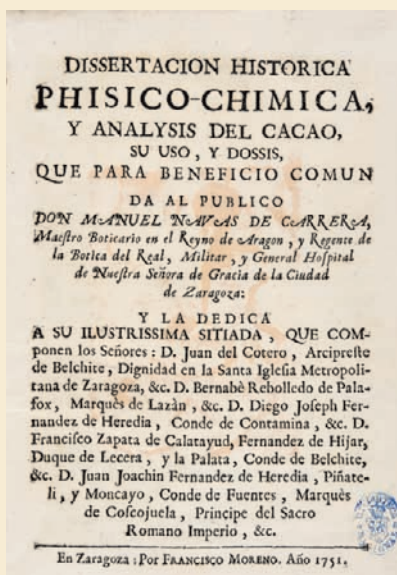 DISSERTACION HISTORICA
PHISICO-CHIMICA,
Y ANALYSIS DEL CACAO,
SU USO, Y DOSSIS,
QUE PARA BENEFICIO COMUN
DA AL PUBLICO
DON MANUEL NAVAS DE CARRERA,
Maestro Boticario en el Reyno de Aragon, y Regente de
la Botica del Real, Militar, y General Hospital
de Nuestra Señora de Gracia de la Ciudad
de Zaragoza:
Y LA DEDICA
A SU ILUSTRISSIMA SITIADA, QUE COM-
ponen los Señores: D. Juan del Cotero, Arcipreste
de Belchite, Dignidad en la Santa Iglesia Metropoli-
tana de Zaragoza, &c. D. Bernabè Rebolledo de Pala-
fox, Marquès de Lazàn, &c. D. Diego Joseph Fer-
nandez de Heredia, Conde de Contamina, &c. D.
Francisco Zapata de Calatayud, Fernandez de Hijar,
Duque de Lecera, y la Palata, Conde de Belchite,
&c. D. Juan Joachin Fernandez de Heredia, Piñate-
li, y Moncayo, Conde de Fuentes, Marquès
de Coscojuela, Principe del Sacro
Romano Imperio, &c.
En Zaragoza: Por FRANCISCO MORENO. Año 1751.